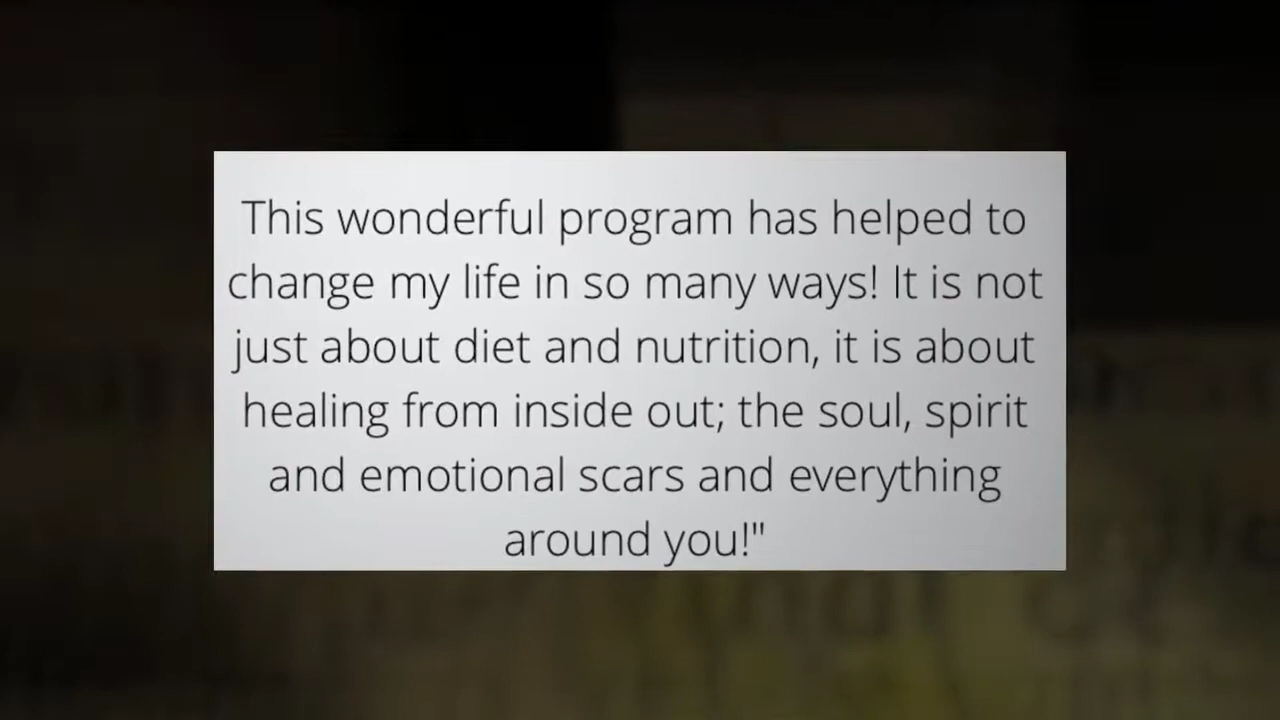 This wonderful program has helped to
change my life in so many ways! It is not
just about diet and nutrition, it is about
healing from inside out; the soul, spirit
and emotional scars and everything
around you!"